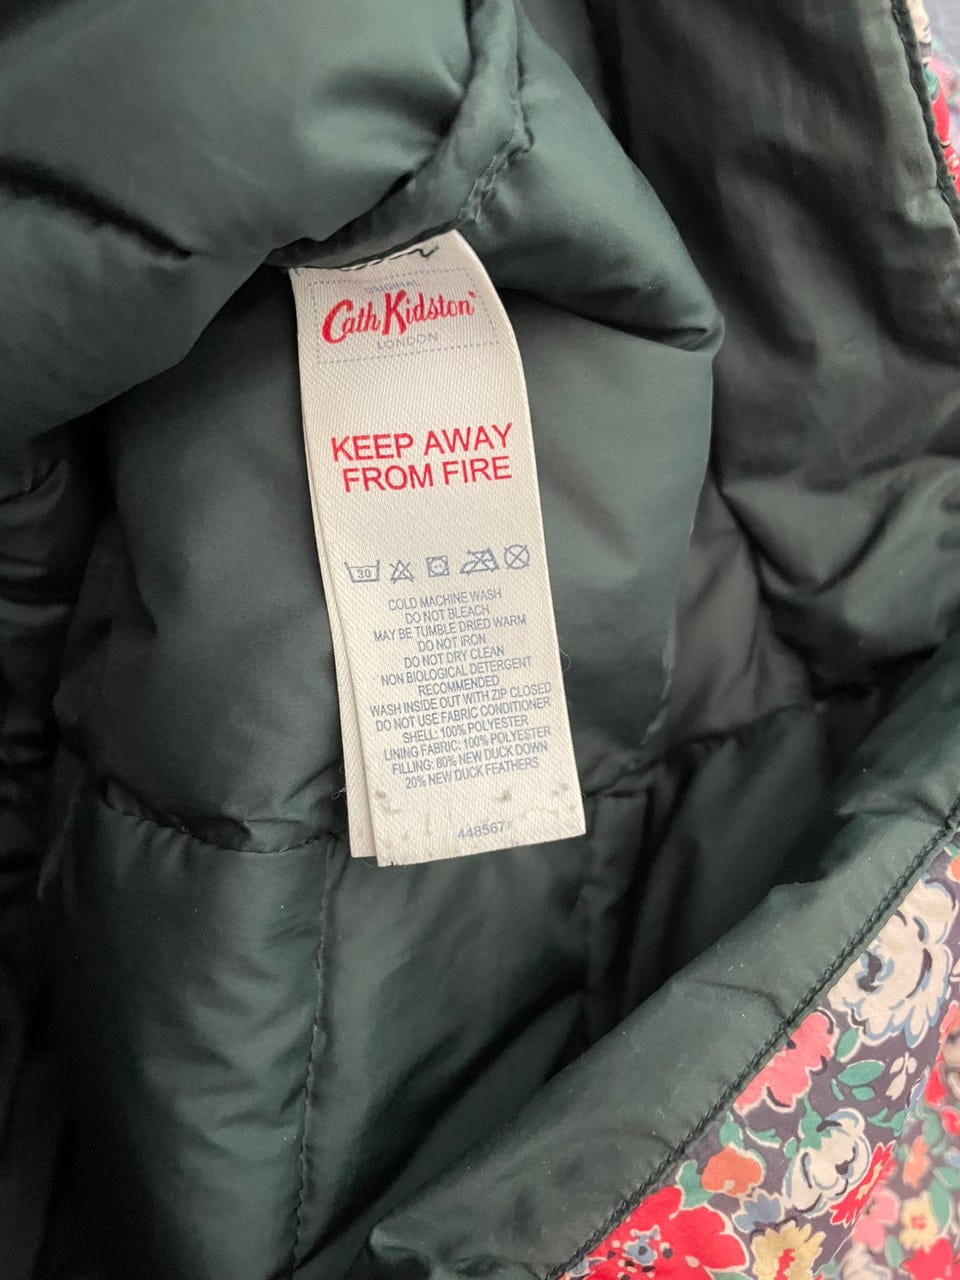 ORIGINAL
Cath Kidston
LONDON
KEEP AWAY
FROM FIRE
30
COLD MACHINE WASH
DO NOT BLEACH
MAY BE TUMBLE DRIED WARM
DO NOT IRON
DO NOT DRY CLEAN
NON BIOLOGICAL DETERGENT
RECOMMENDED
WASH INSIDE OUT WITH ZIP CLOSED
DO NOT USE FABRIC CONDITIONER
SHELL: 100% POLYESTER
LINING FABRIC: 100% POLYESTER
FILLING: 80% NEW DUCK DOWN
20% NEW DUCK FEATHERS
448567